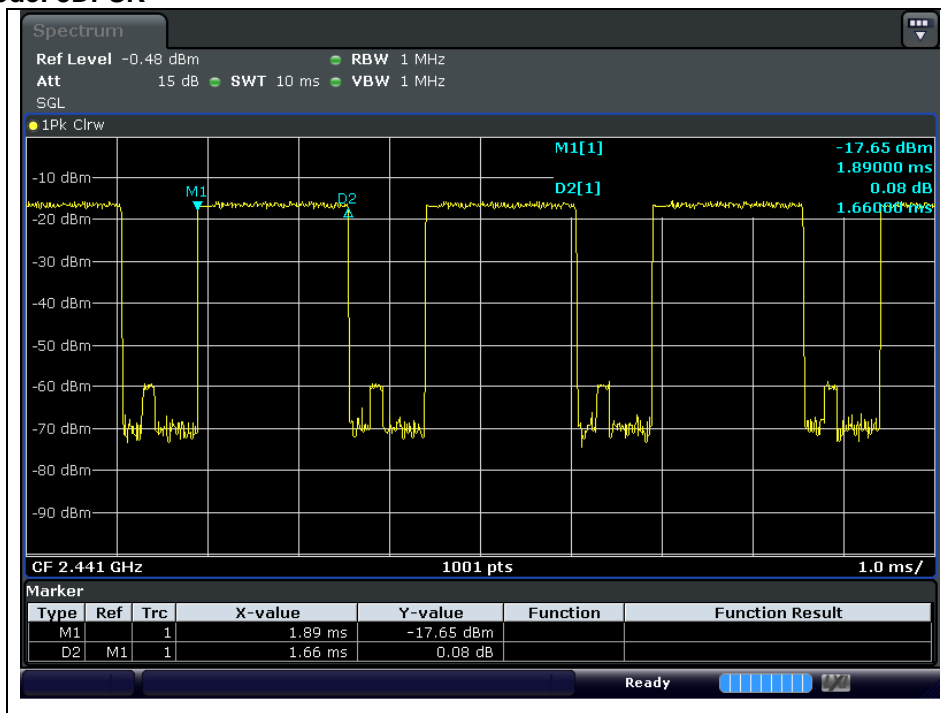 Spectrum
Ref Level -0.48 dBm RBW 1 MHz
Att 15 dB SWT 10 ms VBW 1 MHz
SGL
1Pk Clrw
M1[1] -17.65 dBm
1.89000 ms
D2[1] 0.08 dB
1.66000 ms
M1
D2
-10 dBm
-20 dBm
-30 dBm
-40 dBm
-50 dBm
-60 dBm
-70 dBm
-80 dBm
-90 dBm
CF 2.441 GHz 1001 pts 1.0 ms/
Marker
Type Ref Trc X-value Y-value Function Function Result
M1 1 1.89 ms -17.65 dBm
D2 M1 1 1.66 ms 0.08 dB
Ready